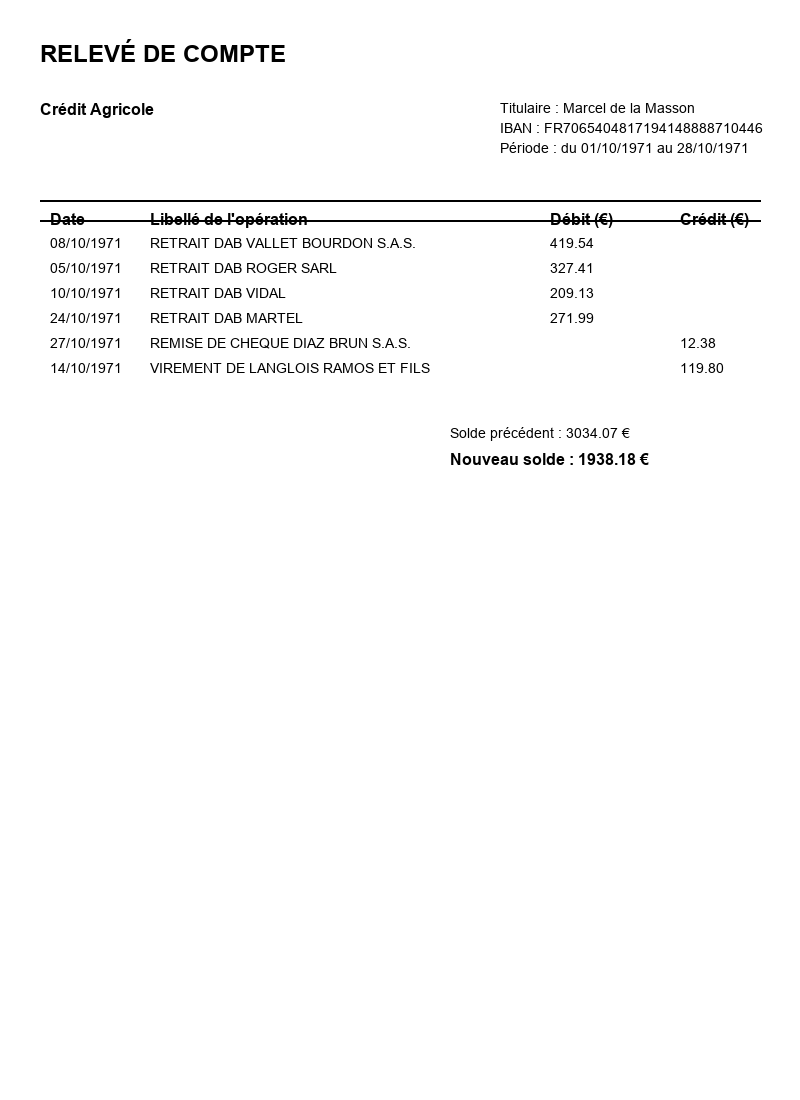 RELEVÉ DE COMPTE
Crédit Agricole
Titulaire : Marcel de la Masson
IBAN : FR7065404817194148888710446
Période : du 01/10/1971 au 28/10/1971
Date Libellé de l'opération Débit (€) Crédit (€)
08/10/1971 RETRAIT DAB VALLET BOURDON S.A.S. 419.54
05/10/1971 RETRAIT DAB ROGER SARL 327.41
10/10/1971 RETRAIT DAB VIDAL 209.13
24/10/1971 RETRAIT DAB MARTEL 271.99
27/10/1971 REMISE DE CHEQUE DIAZ BRUN S.A.S. 12.38
14/10/1971 VIREMENT DE LANGLOIS RAMOS ET FILS 119.80
Solde précédent : 3034.07 €
Nouveau solde : 1938.18 €